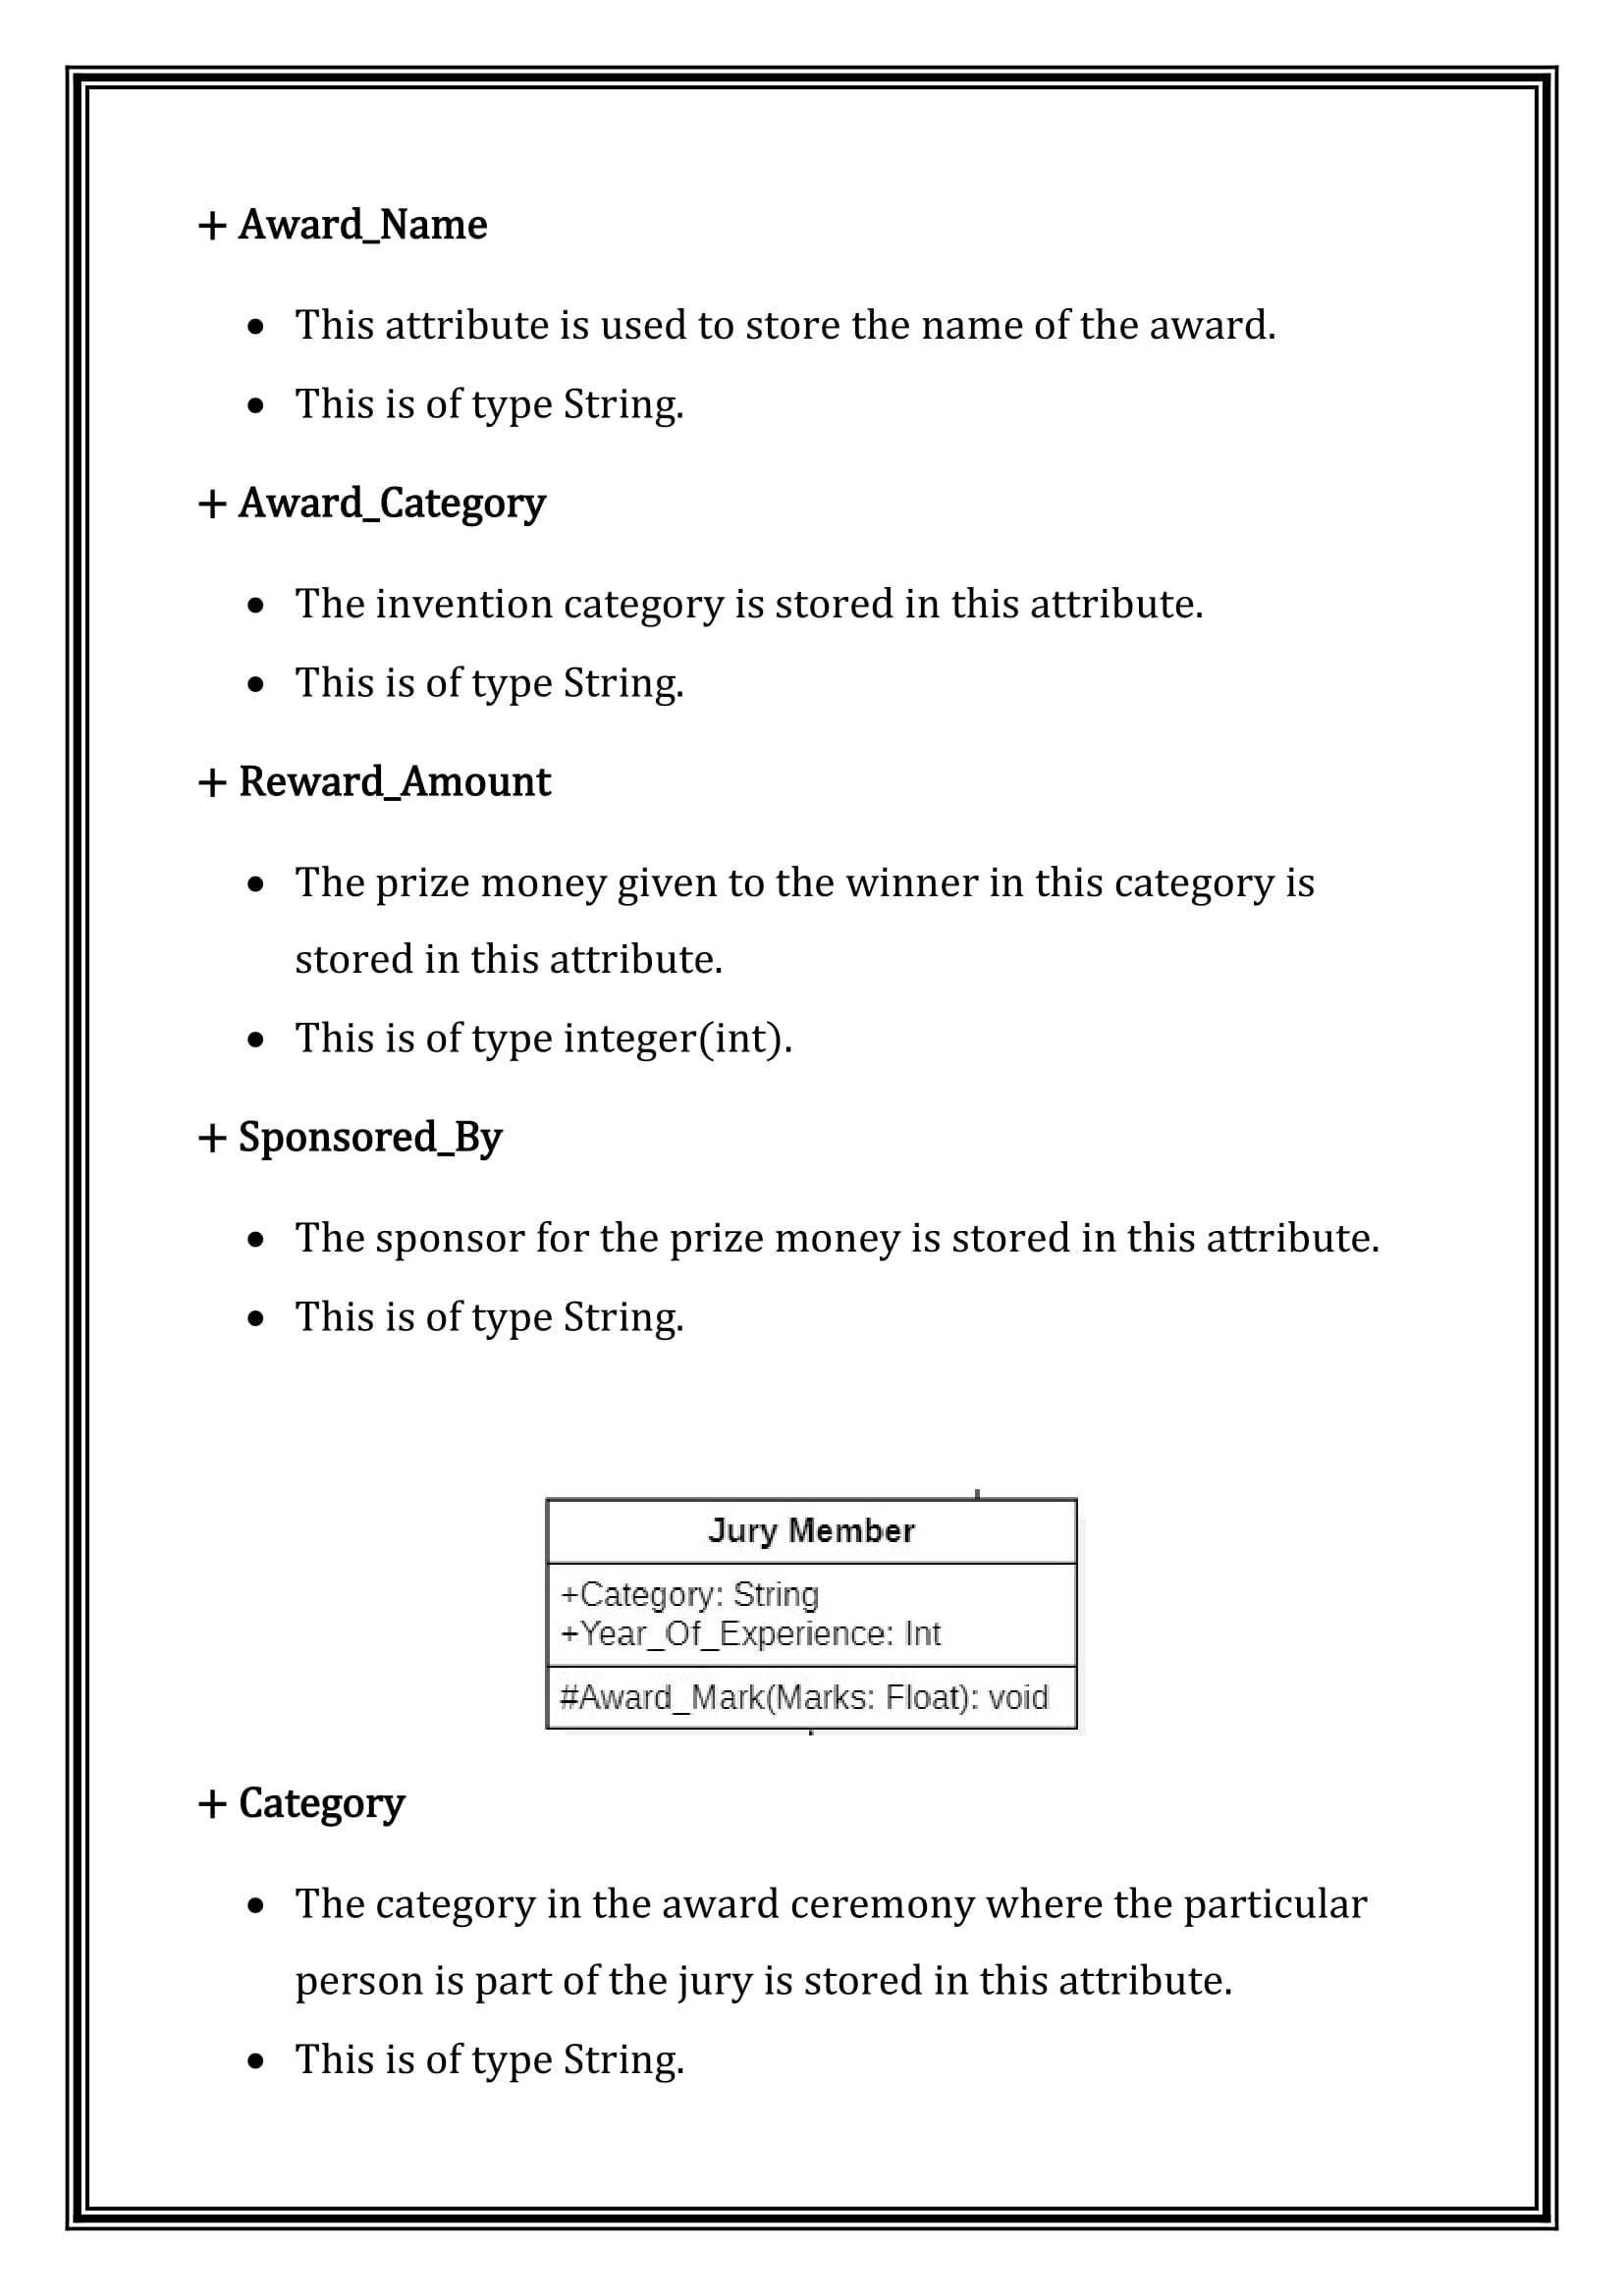 + Award_Name
• This attribute is used to store the name of the award.
• This is of type String.
+ Award_Category
• The invention category is stored in this attribute.
• This is of type String.
+ Reward_Amount
• The prize money given to the winner in this category is
stored in this attribute.
• This is of type integer(int).
+ Sponsored_By
• The sponsor for the prize money is stored in this attribute.
• This is of type String.
Jury Member
+Category: String
+Year_Of_Experience: Int
#Award_Mark(Marks: Float): void
+ Category
• The category in the award ceremony where the particular
person is part of the jury is stored in this attribute.
• This is of type String.